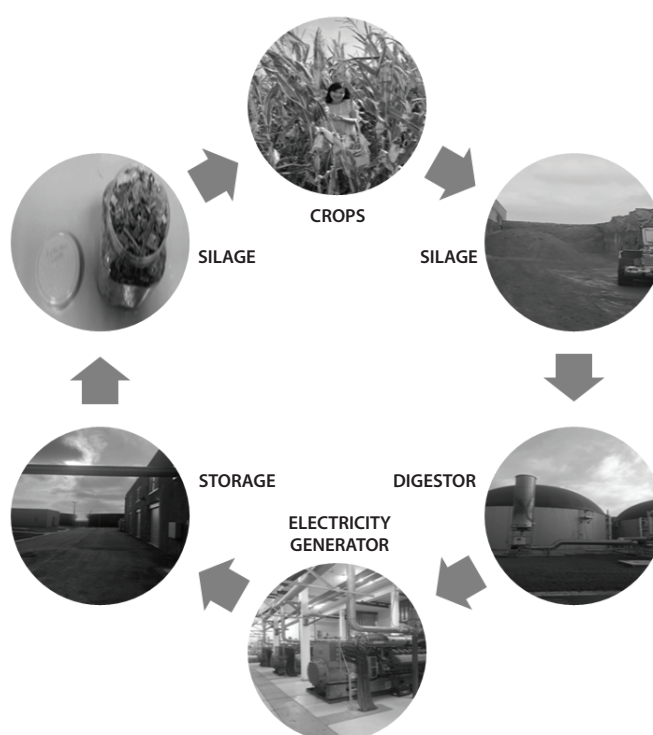 CROPS
SILAGE
SILAGE
STORAGE
DIGESTOR
ELECTRICITY
GENERATOR